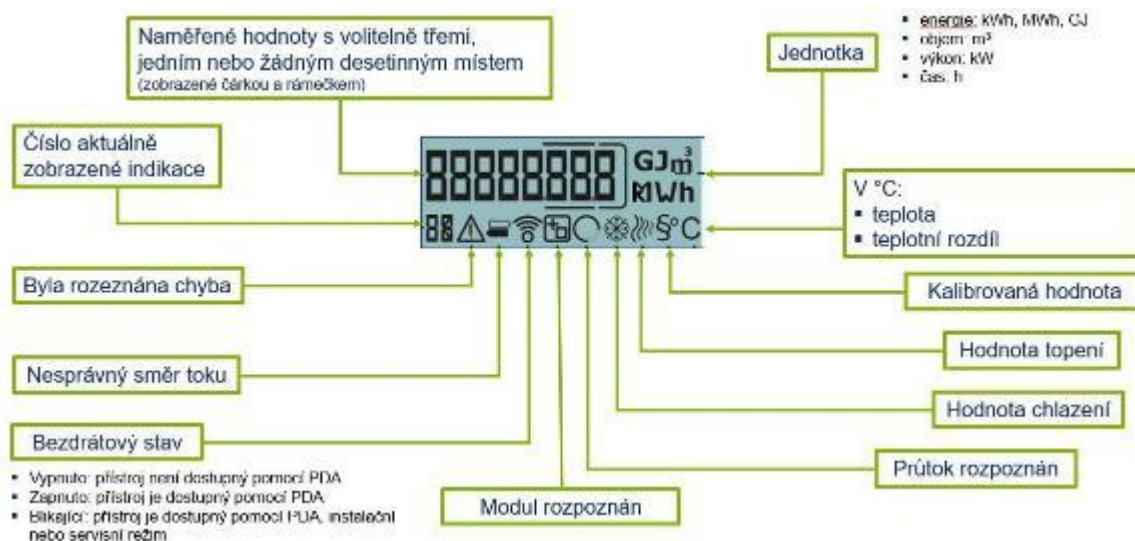 Naměřené hodnoty s volitelně třemi,
jedním nebo žádným desetinným místem
(zobrazené čárkou a rámečkem)
Jednotka
▪ energie: kWh, MWh, GJ
▪ objem: m³
▪ výkon: kW
▪ čas: h
Číslo aktuálně
zobrazené indikace
88888888 GJ m³
MWh
88 § °C
V °C:
▪ teplota
▪ teplotní rozdíl
Byla rozeznána chyba
Kalibrovaná hodnota
Nesprávný směr toku
Hodnota topení
Hodnota chlazení
Bezdrátový stav
▪ Vypnuto: přístroj není dostupný pomocí PDA
▪ Zapnuto: přístroj je dostupný pomocí PDA
▪ Blikající: přístroj je dostupný pomocí PDA, instalační
nebo servisní režim
Modul rozpoznán
Průtok rozpoznán